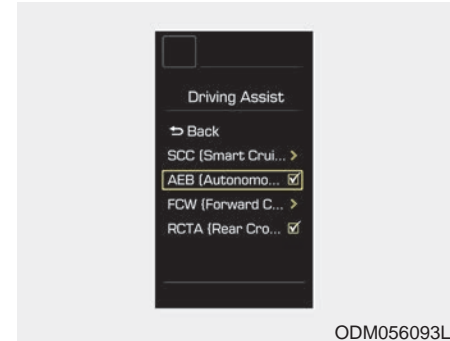 Driving Assist
Back
SCC (Smart Crui...
AEB (Autonomo...
FCW (Forward C...
RCTA (Rear Cro...
ODM056093L